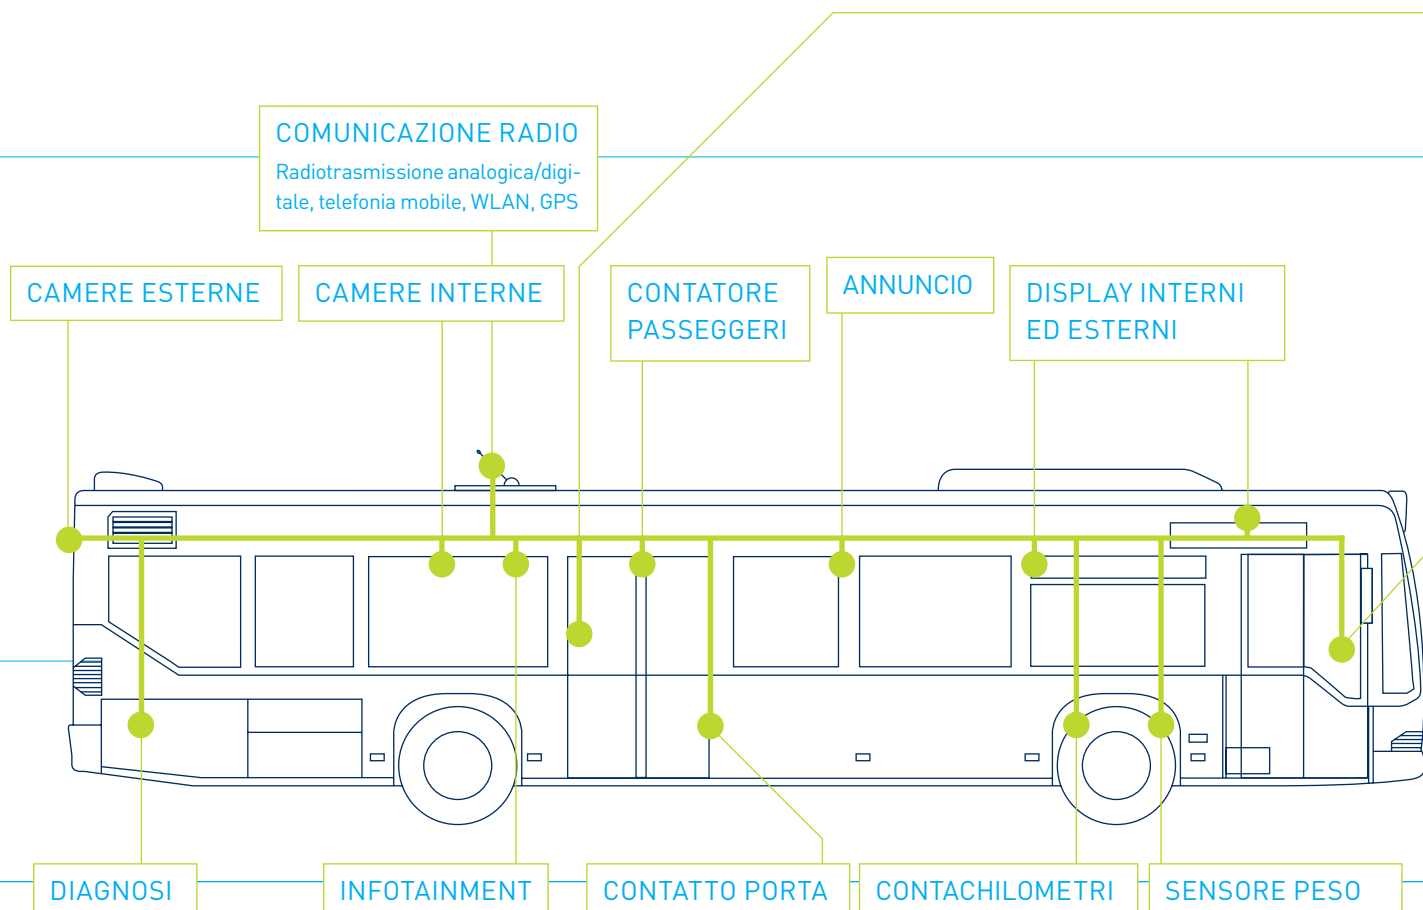 COMUNICAZIONE RADIO
Radiotrasmissione analogica/digi-
tale, telefonia mobile, WLAN, GPS
CAMERE ESTERNE
CAMERE INTERNE
CONTATORE
PASSEGGERI
ANNUNCIO
DISPLAY INTERNI
ED ESTERNI
DIAGNOSI
INFOTAINMENT
CONTATTO PORTA
CONTACHILOMETRI
SENSORE PESO